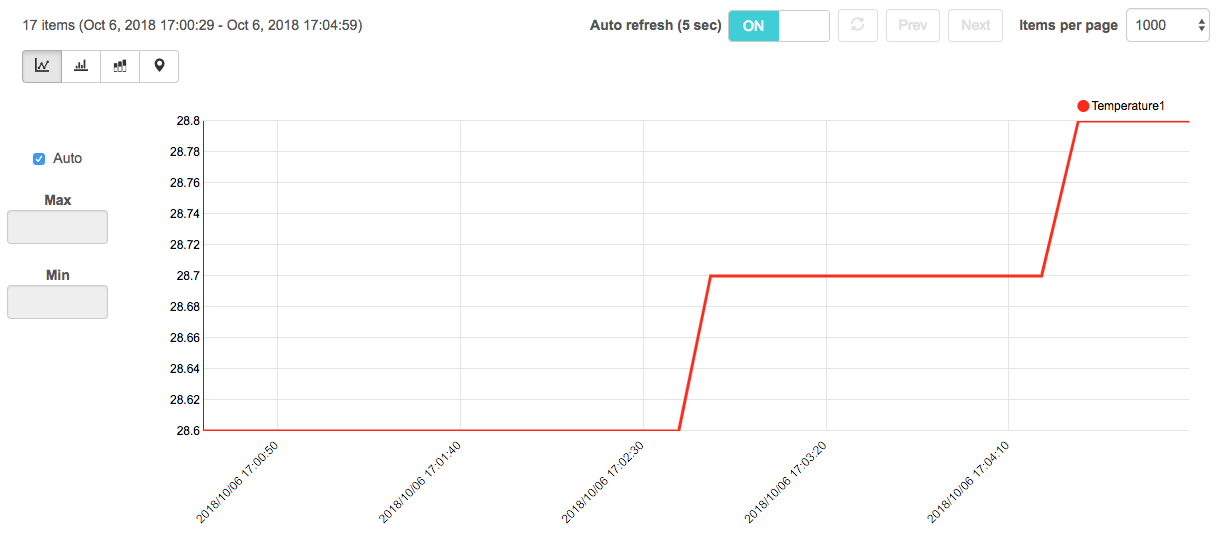 17 items (Oct 6, 2018 17:00:29 - Oct 6, 2018 17:04:59)
Auto refresh (5 sec) ON Prev Next Items per page 1000
Temperature1
Auto
Max
Min
28.8
28.78
28.76
28.74
28.72
28.7
28.68
28.66
28.64
28.62
28.6
2018/10/06 17:00:50
2018/10/06 17:01:40
2018/10/06 17:02:30
2018/10/06 17:03:20
2018/10/06 17:04:10